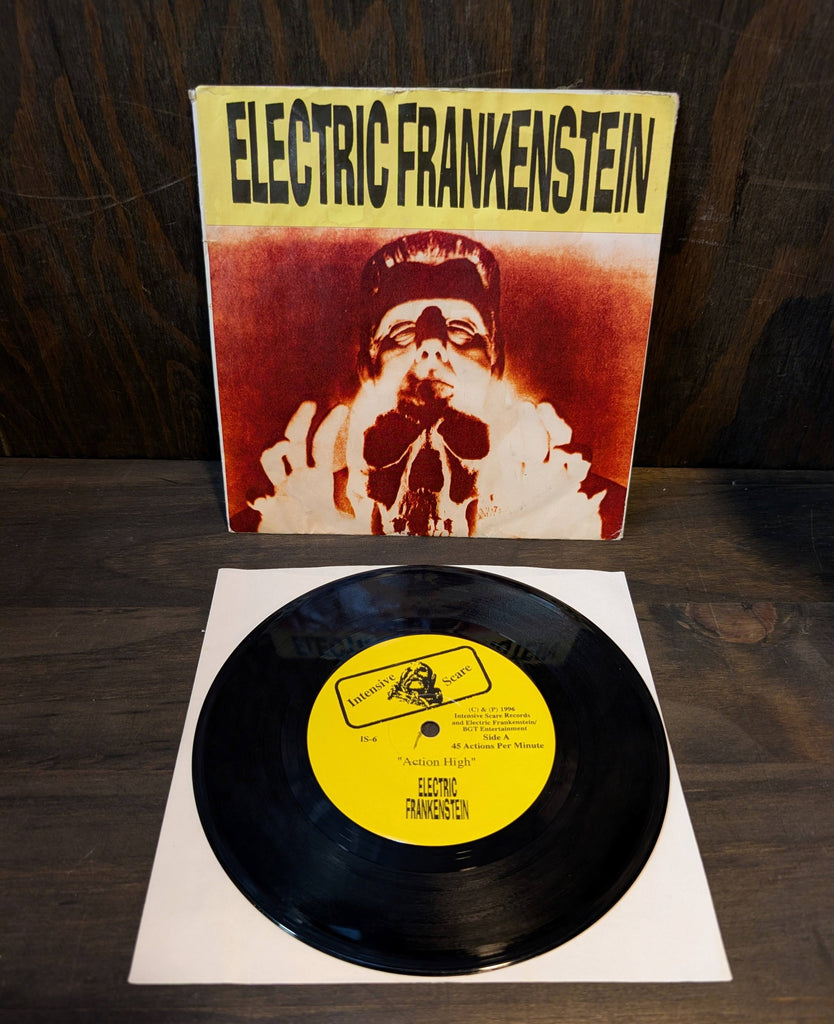 ELECTRIC FRANKENSTEIN
Intensive Scare
(C) & (P) 1996
Intensive Scare Records
and Electric Frankenstein/
BGT Entertainment
Side A
IS-6
45 Actions Per Minute
"Action High"
ELECTRIC
FRANKENSTEIN